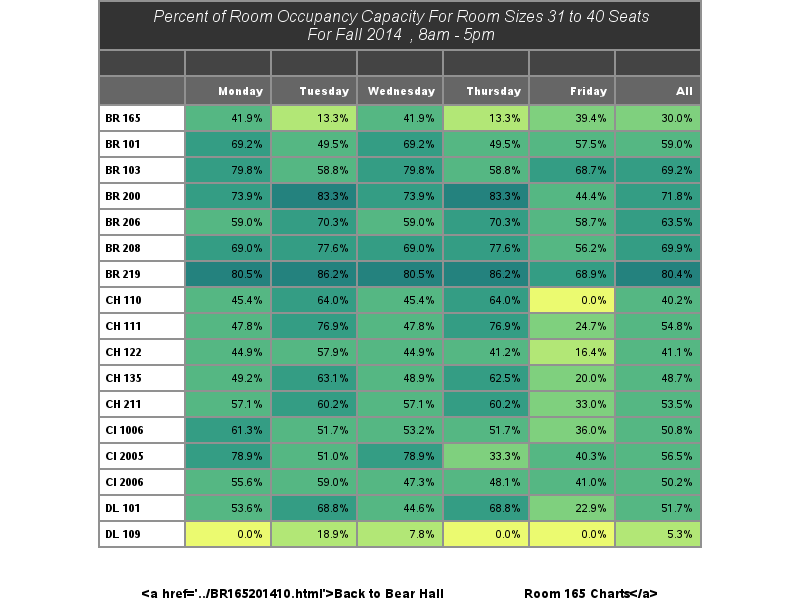 Percent of Room Occupancy Capacity For Room Sizes 31 to 40 Seats
For Fall 2014 , 8am - 5pm
Monday Tuesday Wednesday Thursday Friday All
BR 165 41.9% 13.3% 41.9% 13.3% 39.4% 30.0%
BR 101 69.2% 49.5% 69.2% 49.5% 57.5% 59.0%
BR 103 79.8% 58.8% 79.8% 58.8% 68.7% 69.2%
BR 200 73.9% 83.3% 73.9% 83.3% 44.4% 71.8%
BR 206 59.0% 70.3% 59.0% 70.3% 58.7% 63.5%
BR 208 69.0% 77.6% 69.0% 77.6% 56.2% 69.9%
BR 219 80.5% 86.2% 80.5% 86.2% 68.9% 80.4%
CH 110 45.4% 64.0% 45.4% 64.0% 0.0% 40.2%
CH 111 47.8% 76.9% 47.8% 76.9% 24.7% 54.8%
CH 122 44.9% 57.9% 44.9% 41.2% 16.4% 41.1%
CH 135 49.2% 63.1% 48.9% 62.5% 20.0% 48.7%
CH 211 57.1% 60.2% 57.1% 60.2% 33.0% 53.5%
CI 1006 61.3% 51.7% 53.2% 51.7% 36.0% 50.8%
CI 2005 78.9% 51.0% 78.9% 33.3% 40.3% 56.5%
CI 2006 55.6% 59.0% 47.3% 48.1% 41.0% 50.2%
DL 101 53.6% 68.8% 44.6% 68.8% 22.9% 51.7%
DL 109 0.0% 18.9% 7.8% 0.0% 0.0% 5.3%
<a href='../BR165201410.html'>Back to Bear Hall Room 165 Charts</a>